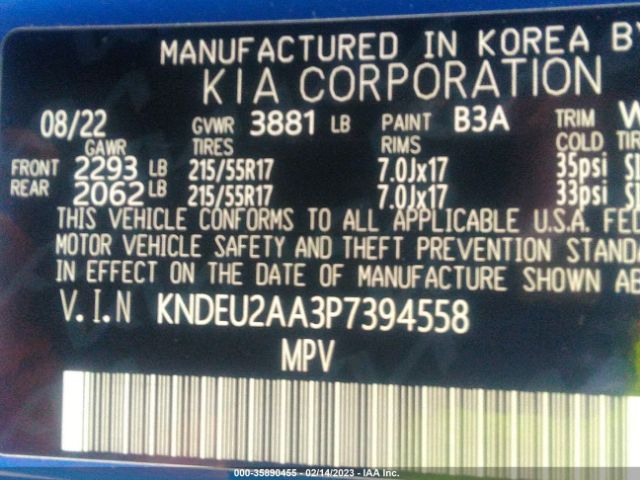 MANUFACTURED IN KOREA BY
KIA CORPORATION
08/22 GVWR 3881 LB PAINT B3A TRIM
GAWR TIRES RIMS COLD
FRONT 2293 LB 215/55R17 7.0Jx17 35psi
REAR 2062 LB 215/55R17 7.0Jx17 33psi
THIS VEHICLE CONFORMS TO ALL APPLICABLE U.S.A.
MOTOR VEHICLE SAFETY AND THEFT PREVENTION
IN EFFECT ON THE DATE OF MANUFACTURE SHOWN
V.I.N KNDEU2AA3P7394558
MPV
000-35890455 - 02/14/2023 - IAA Inc.